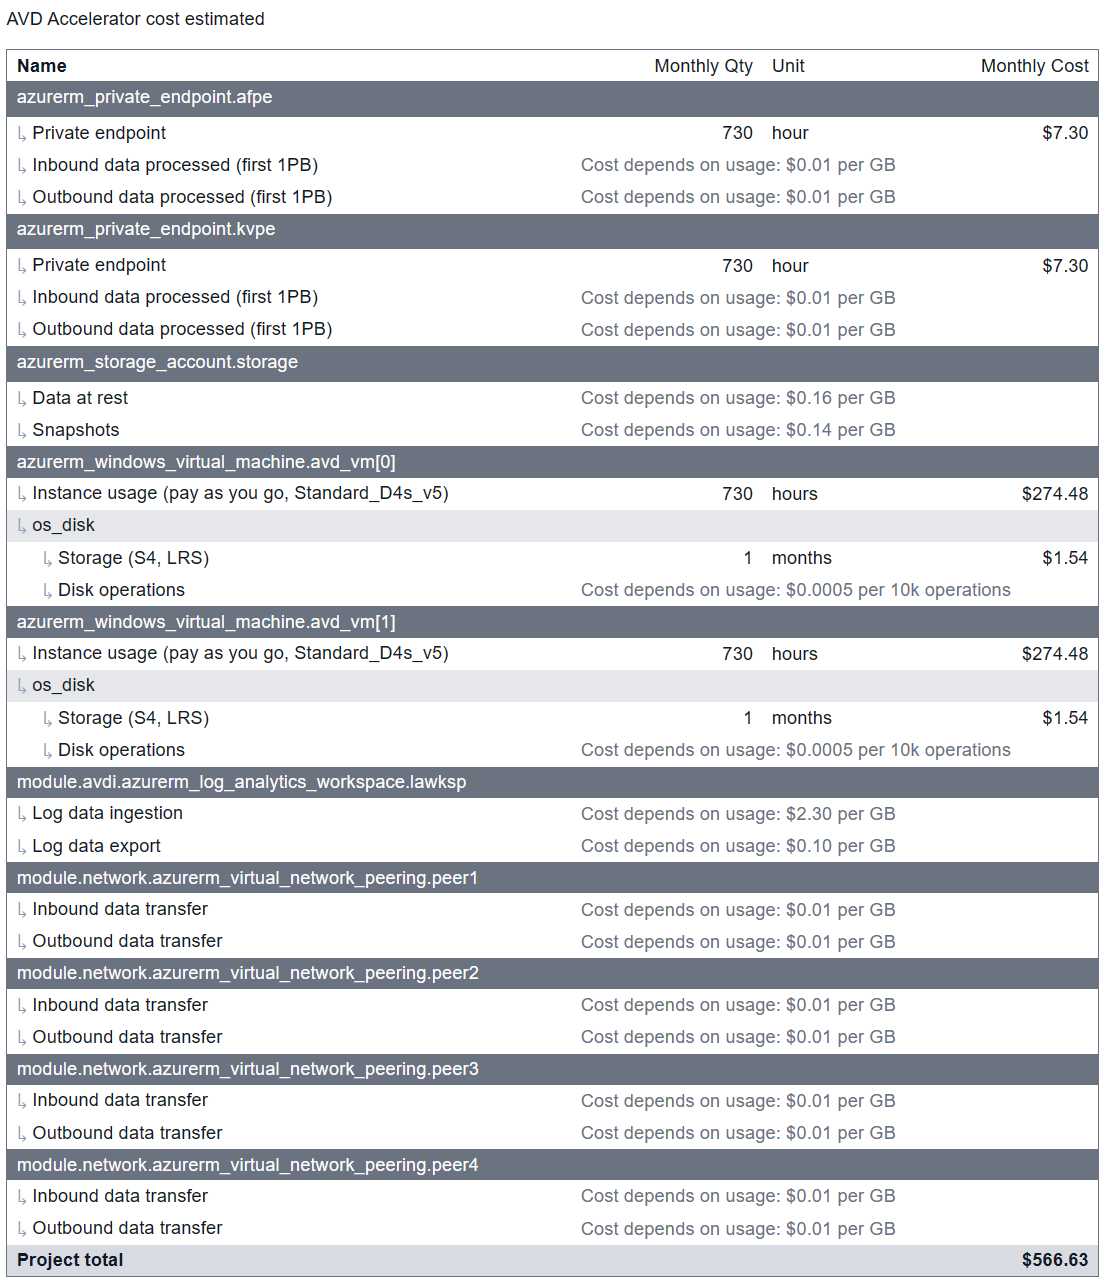 AVD Accelerator cost estimated
Name Monthly Qty Unit Monthly Cost
azurerm_private_endpoint.afpe
Private endpoint 730 hour $7.30
Inbound data processed (first 1PB) Cost depends on usage: $0.01 per GB
Outbound data processed (first 1PB) Cost depends on usage: $0.01 per GB
azurerm_private_endpoint.kvpe
Private endpoint 730 hour $7.30
Inbound data processed (first 1PB) Cost depends on usage: $0.01 per GB
Outbound data processed (first 1PB) Cost depends on usage: $0.01 per GB
azurerm_storage_account.storage
Data at rest Cost depends on usage: $0.16 per GB
Snapshots Cost depends on usage: $0.14 per GB
azurerm_windows_virtual_machine.avd_vm[0]
Instance usage (pay as you go, Standard_D4s_v5) 730 hours $274.48
os_disk
Storage (S4, LRS) 1 months $1.54
Disk operations Cost depends on usage: $0.0005 per 10k operations
azurerm_windows_virtual_machine.avd_vm[1]
Instance usage (pay as you go, Standard_D4s_v5) 730 hours $274.48
os_disk
Storage (S4, LRS) 1 months $1.54
Disk operations Cost depends on usage: $0.0005 per 10k operations
module.avdi.azurerm_log_analytics_workspace.lawksp
Log data ingestion Cost depends on usage: $2.30 per GB
Log data export Cost depends on usage: $0.10 per GB
module.network.azurerm_virtual_network_peering.peer1
Inbound data transfer Cost depends on usage: $0.01 per GB
Outbound data transfer Cost depends on usage: $0.01 per GB
module.network.azurerm_virtual_network_peering.peer2
Inbound data transfer Cost depends on usage: $0.01 per GB
Outbound data transfer Cost depends on usage: $0.01 per GB
module.network.azurerm_virtual_network_peering.peer3
Inbound data transfer Cost depends on usage: $0.01 per GB
Outbound data transfer Cost depends on usage: $0.01 per GB
module.network.azurerm_virtual_network_peering.peer4
Inbound data transfer Cost depends on usage: $0.01 per GB
Outbound data transfer Cost depends on usage: $0.01 per GB
Project total $566.63